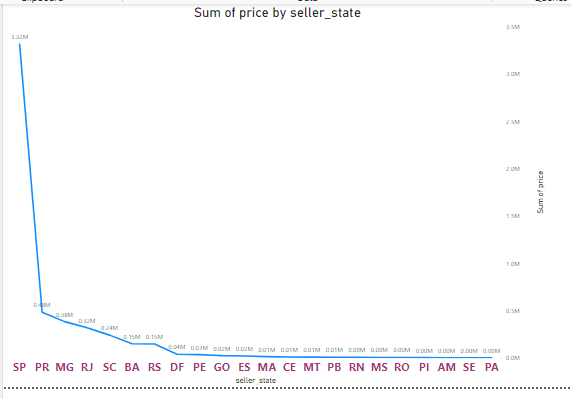 Sum of price by seller_state
3.5M
3.32M
3.0M
2.5M
2.0M
1.5M
1.0M
0.5M
0.0M
Sum of price
0.48M
0.38M
0.32M
0.24M
0.15M
0.15M
0.04M
0.03M
0.02M
0.02M
0.01M
0.01M
0.01M
0.01M
0.00M
0.00M
0.00M
0.00M
0.00M
0.00M
0.00M
SP PR MG RJ SC BA RS DF PE GO ES MA CE MT PB RN MS RO PI AM SE PA
seller_state